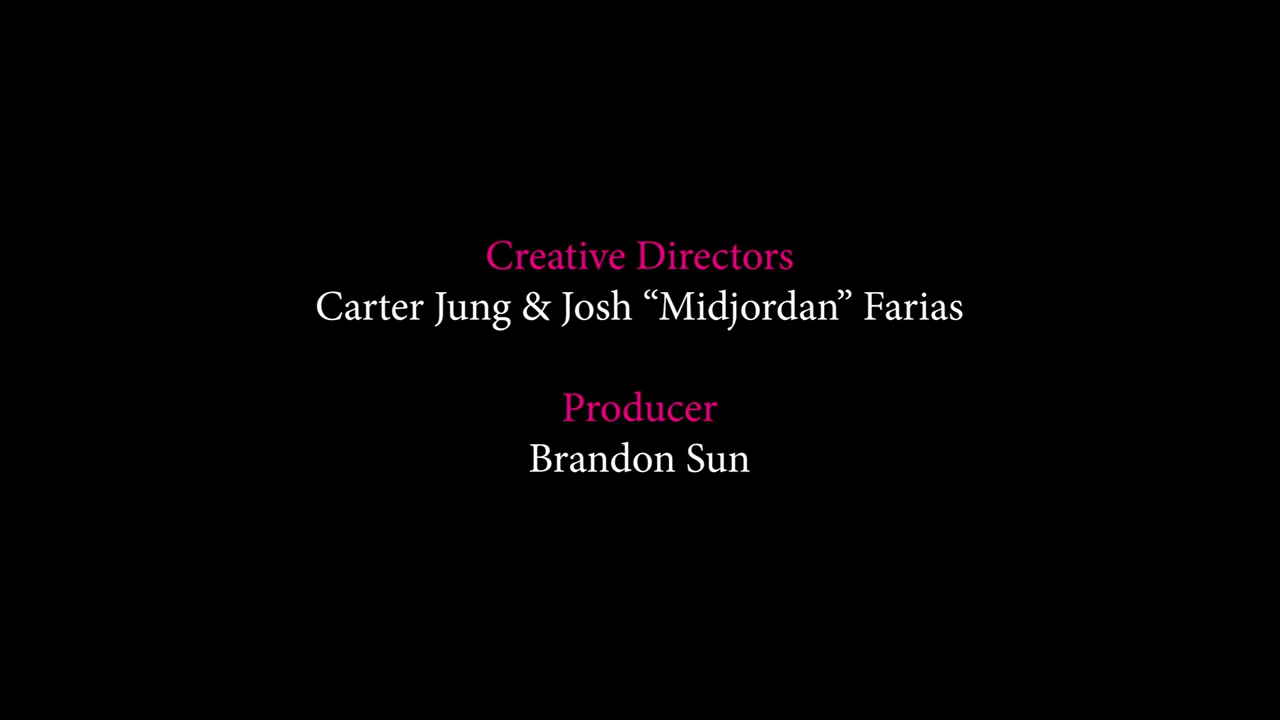 Creative Directors
Carter Jung & Josh “Midjordan” Farias
Producer
Brandon Sun